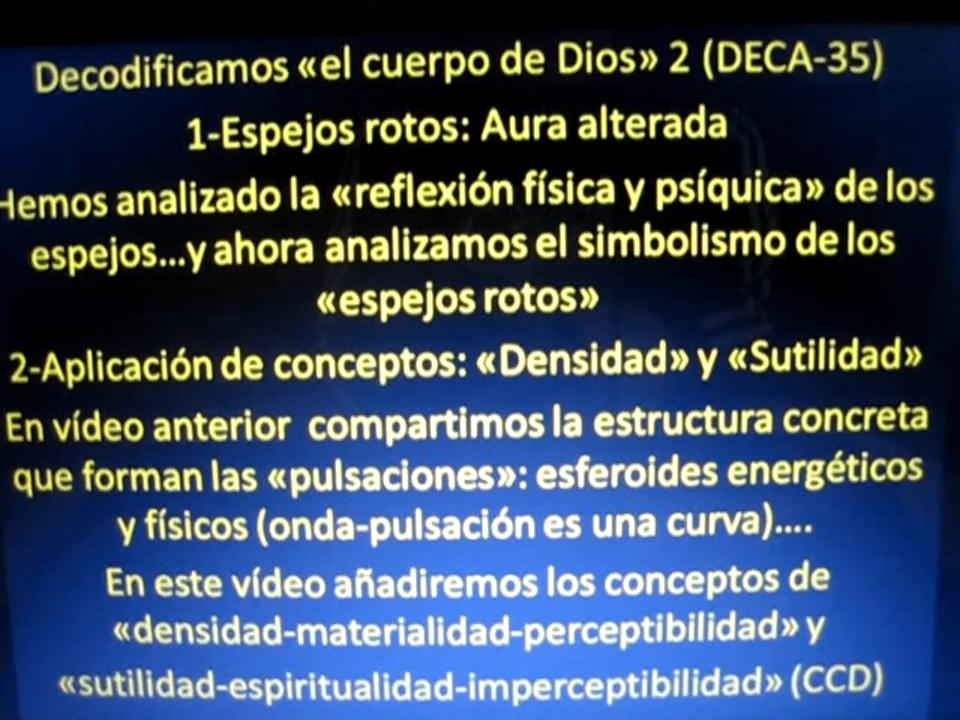 Decodificamos «el cuerpo de Dios» 2 (DECA-35)
1-Espejos rotos: Aura alterada
Hemos analizado la «reflexión física y psíquica» de los
espejos...y ahora analizamos el simbolismo de los
«espejos rotos»
2-Aplicación de conceptos: «Densidad» y «Sutilidad»
En vídeo anterior compartimos la estructura concreta
que forman las «pulsaciones»: esferoides energéticos
y físicos (onda-pulsación es una curva)....
En este vídeo añadiremos los conceptos de
«densidad-materialidad-perceptibilidad» y
«sutilidad-espiritualidad-imperceptibilidad» (CCD)